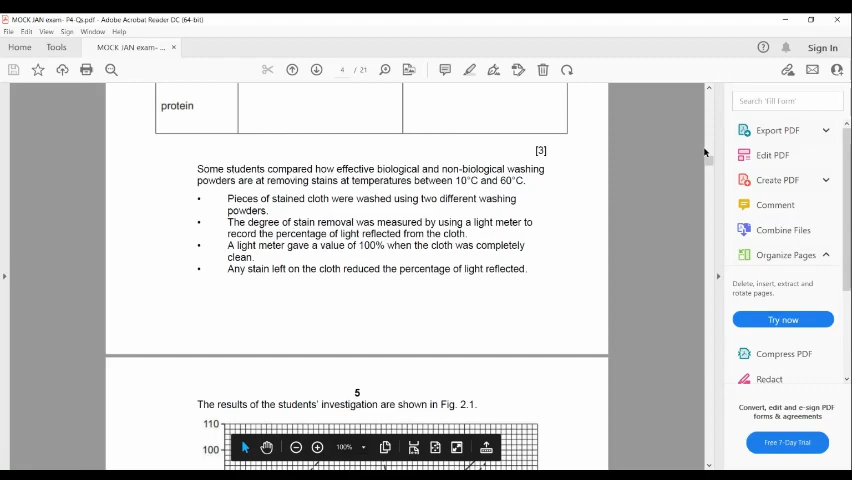 MOCK JAN exam- P4-Qs.pdf - Adobe Acrobat Reader DC (64-bit)
File Edit View Sign Window Help
Home Tools MOCK JAN exam- ... × Sign In
4 / 21
protein
[3]
Some students compared how effective biological and non-biological washing
powders are at removing stains at temperatures between 10°C and 60°C.
• Pieces of stained cloth were washed using two different washing
powders.
• The degree of stain removal was measured by using a light meter to
record the percentage of light reflected from the cloth.
• A light meter gave a value of 100% when the cloth was completely
clean.
• Any stain left on the cloth reduced the percentage of light reflected.
5
The results of the students' investigation are shown in Fig. 2.1.
110
100
100%
Search 'Fill Form'
Export PDF
Edit PDF
Create PDF
Comment
Combine Files
Organize Pages
Delete, insert, extract and
rotate pages.
Try now
Compress PDF
Redact
Convert, edit and e-sign PDF
forms & agreements
Free 7-Day Trial